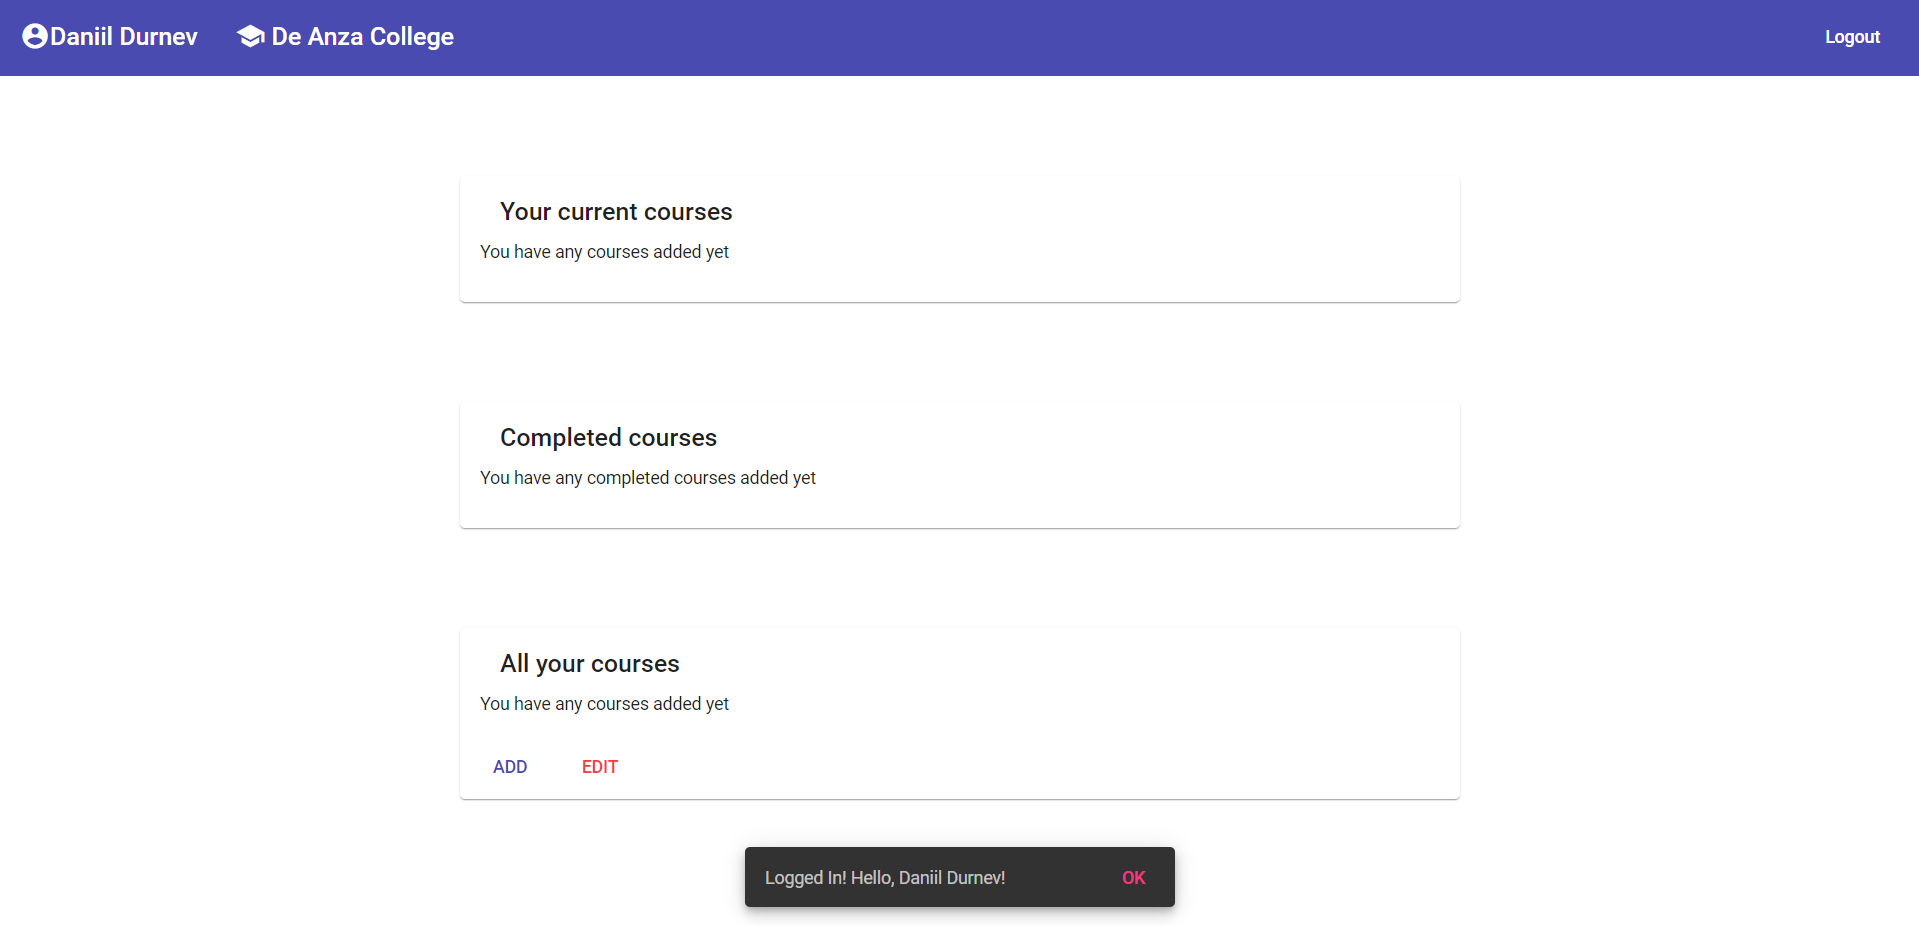 Daniil Durnev De Anza College Logout
Your current courses
You have any courses added yet
Completed courses
You have any completed courses added yet
All your courses
You have any courses added yet
ADD EDIT
Logged In! Hello, Daniil Durnev! OK